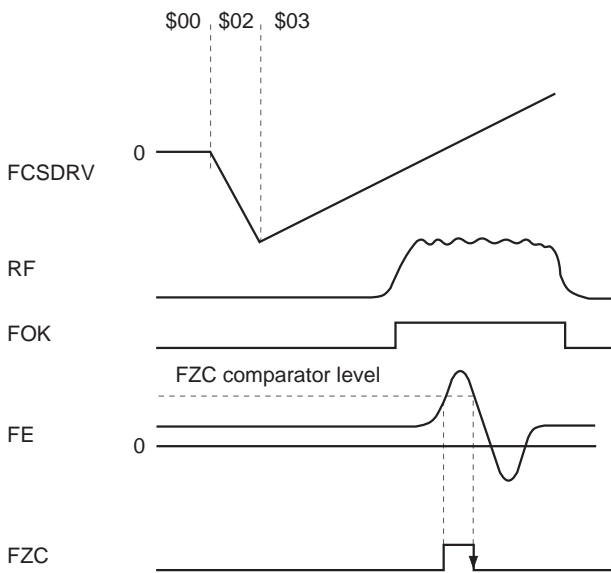 $00 $02 $03
0
FCSDRV
RF
FOK
FZC comparator level
FE
0
FZC